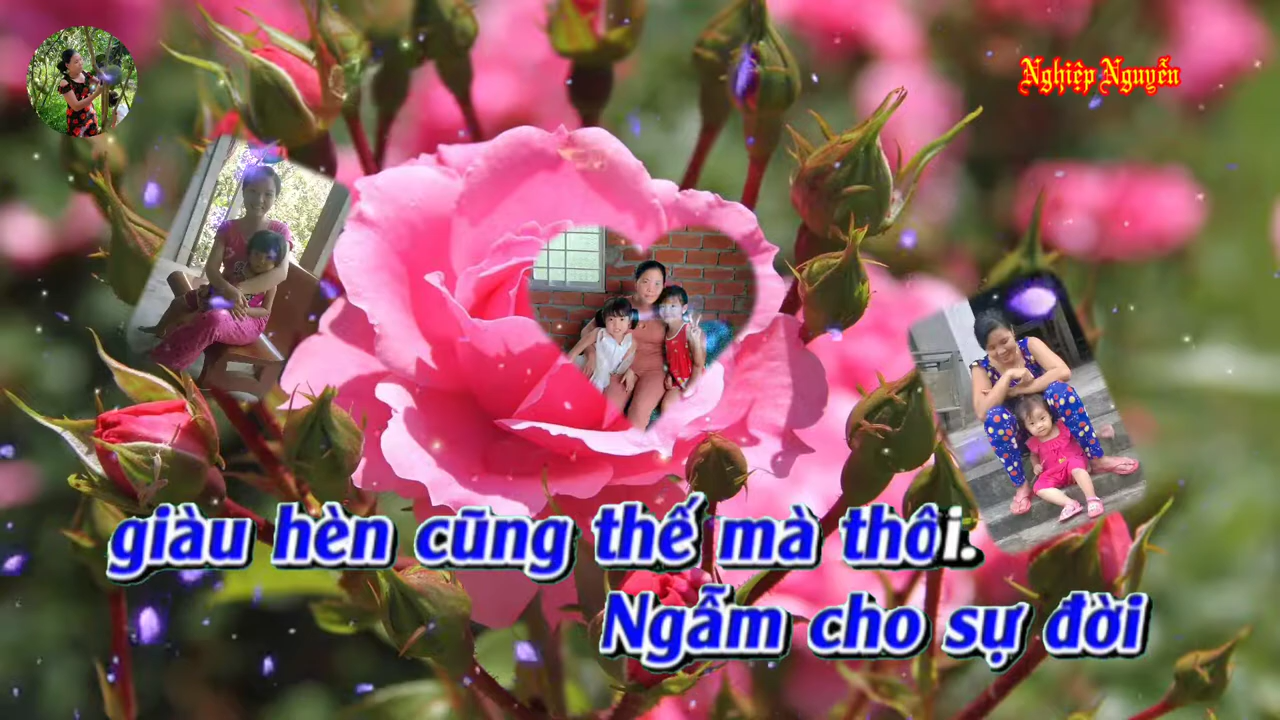 Nghiệp Nguyễn
giàu hèn cũng thế mà thôi.
Ngẫm cho sự đời